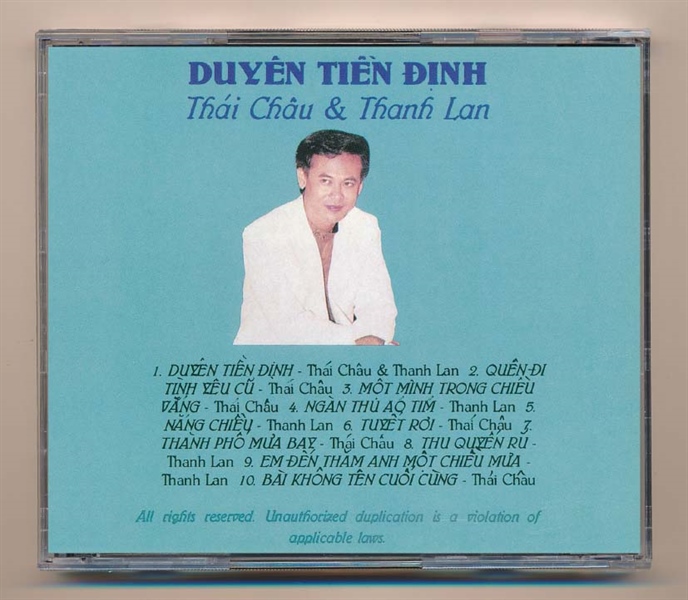 DUYÊN TIỀN ĐỊNH
Thái Châu & Thanh Lan
1. DUYÊN TIỀN ĐỊNH - Thái Châu & Thanh Lan 2. QUÊN ĐI
TÌNH YÊU CŨ - Thái Châu 3. MỘT MÌNH TRONG CHIỀU
VẮNG - Thái Châu 4. NGÀN THU ÁO TÍM - Thanh Lan 5.
NẮNG CHIỀU - Thanh Lan 6. TUYẾT RƠI - Thái Châu 7.
THÀNH PHỐ MƯA BAY - Thái Châu 8. THU QUYẾN RŨ -
Thanh Lan 9. EM ĐẾN THĂM ANH MỘT CHIỀU MƯA -
Thanh Lan 10. BÀI KHÔNG TÊN CUỐI CÙNG - Thái Châu
All rights reserved. Unauthorized duplication is a violation of
applicable laws.